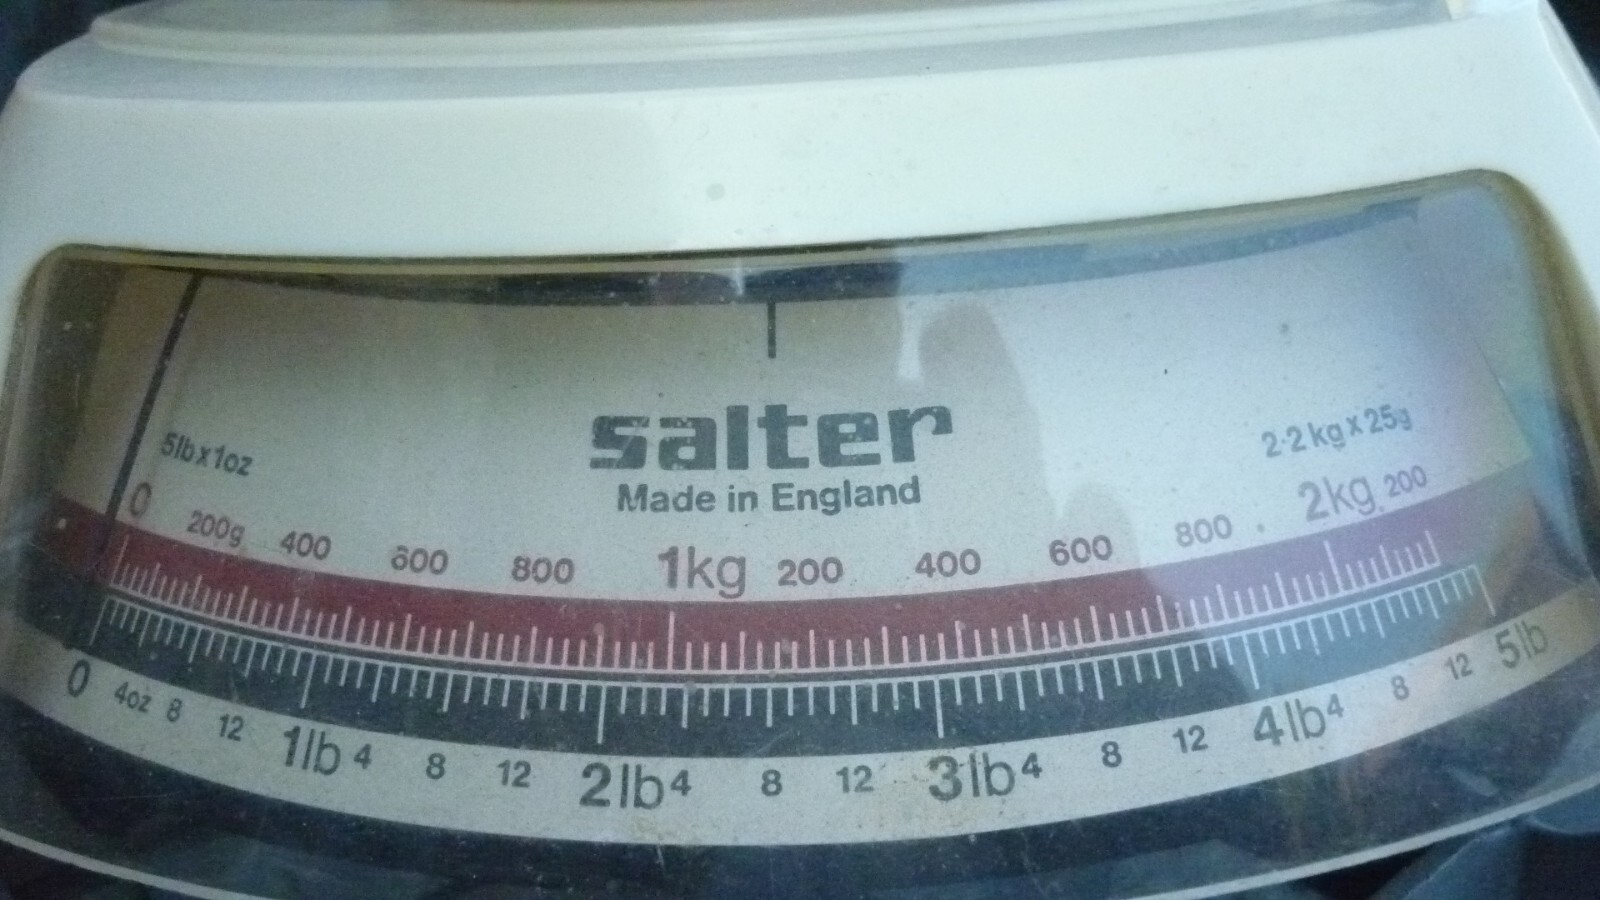 salter
Made in England
5lb x 1oz
2·2 kg x 25g
0 200g 400 600 800 1kg 200 400 600 800 2kg 200
0 4oz 8 12 1lb 4 8 12 2lb 4 8 12 3lb 4 8 12 4lb 4 8 12 5lb